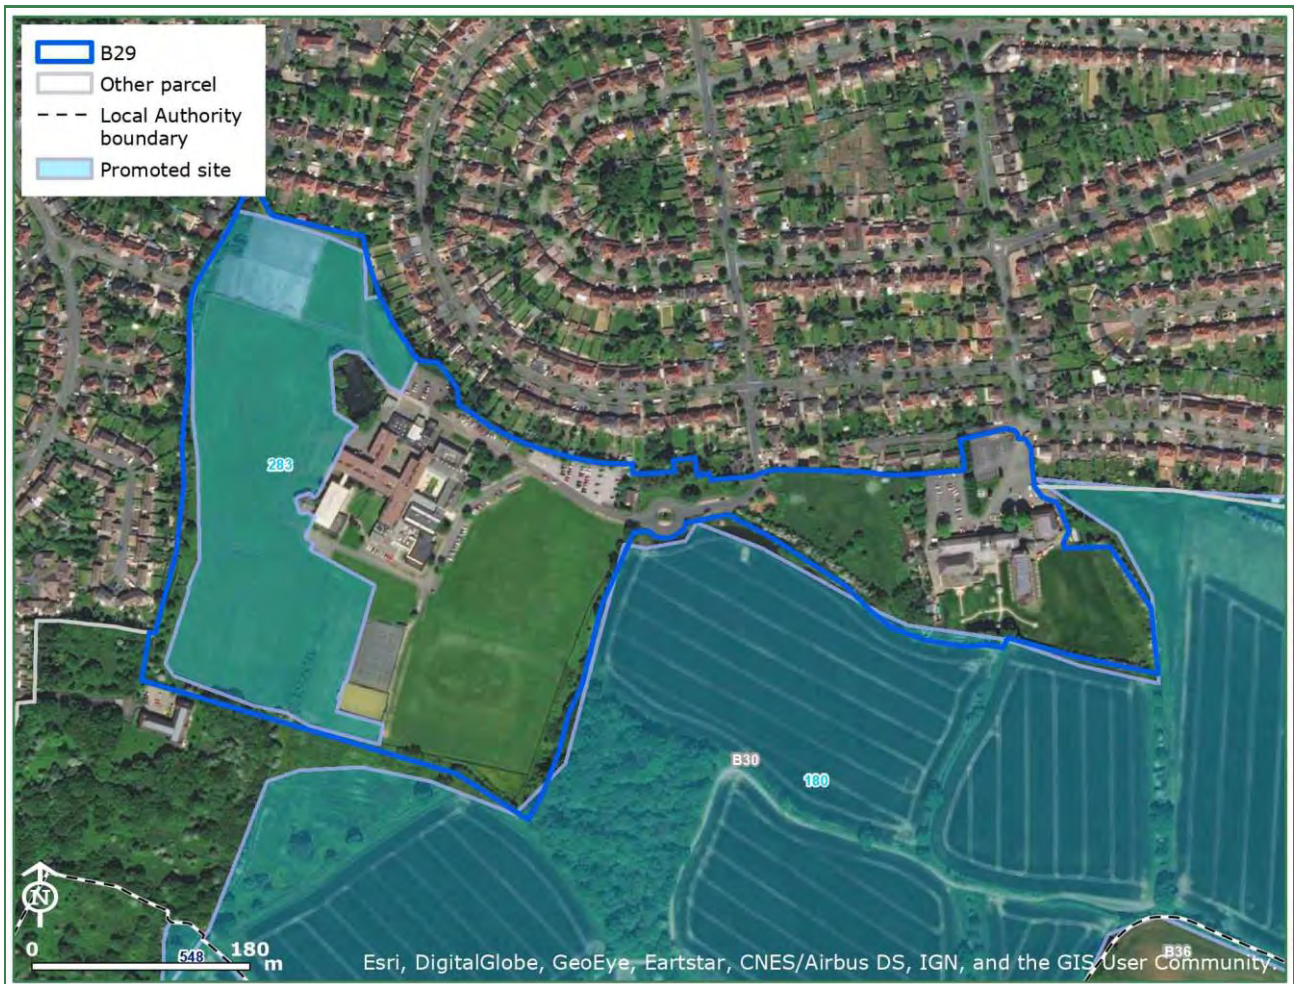 B29
Other parcel
Local Authority
boundary
Promoted site
283
B30
180
N
0 180
548 m
B36
Esri, DigitalGlobe, GeoEye, Eartstar, CNES/Airbus DS, IGN, and the GIS User Community.